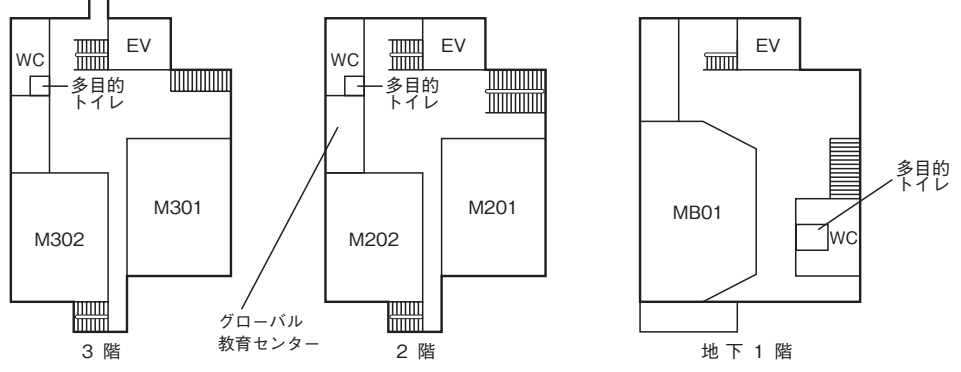 WC
EV
多目的
トイレ
M301
M302
3 階
WC
EV
多目的
トイレ
M201
M202
グローバル
教育センター
2 階
EV
MB01
多目的
トイレ
WC
地 下 1 階